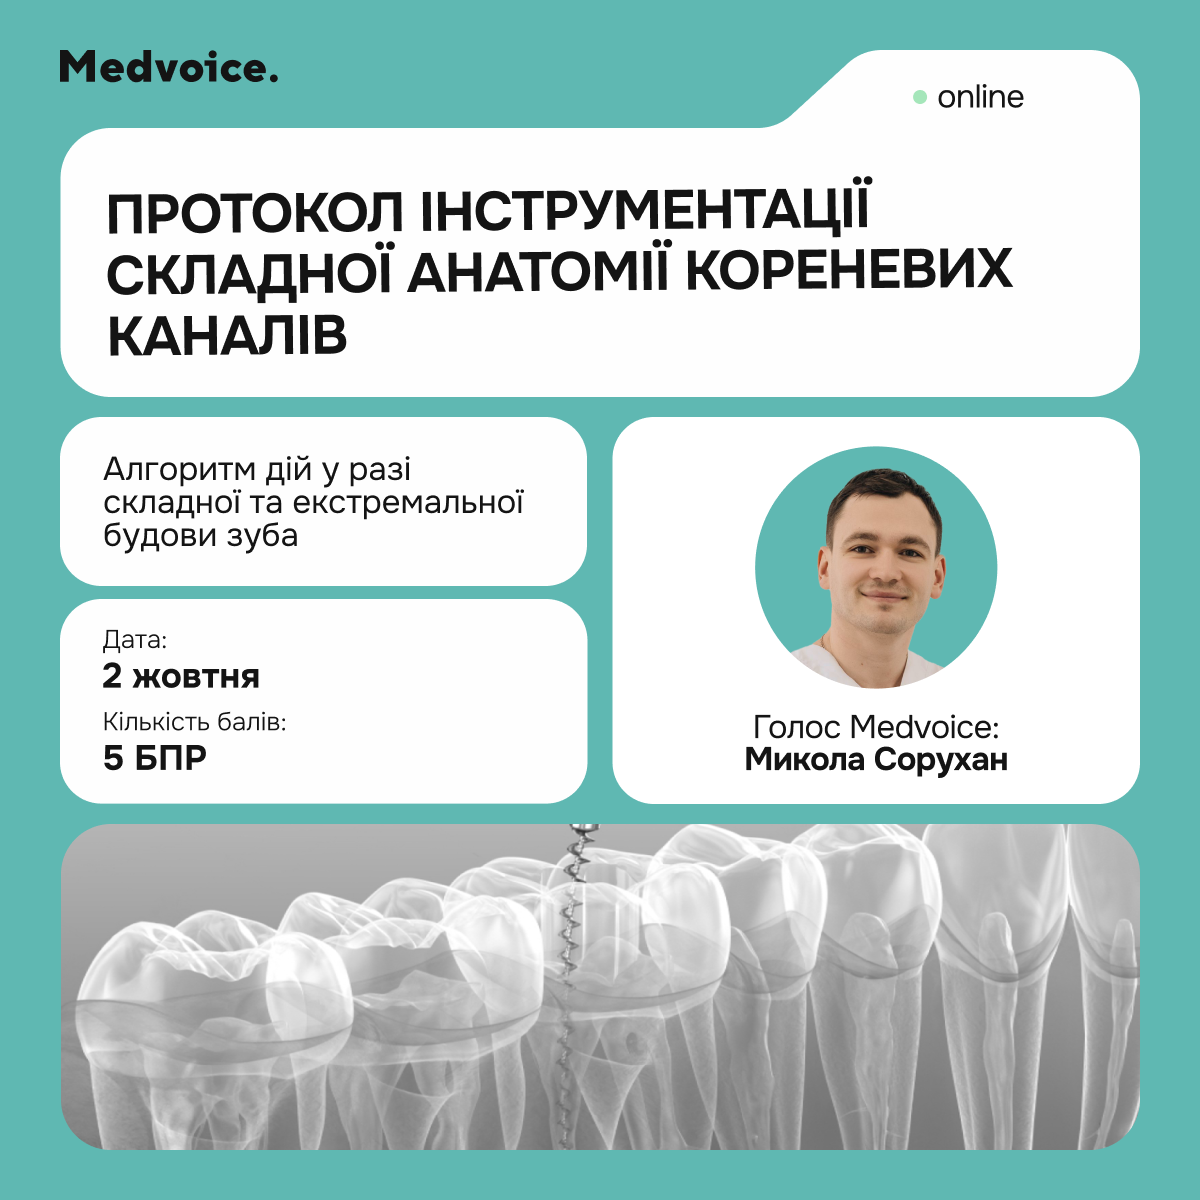 Medvoice.
online
ПРОТОКОЛ ІНСТРУМЕНТАЦІЇ
СКЛАДНОЇ АНАТОМІЇ КОРЕНЕВИХ
КАНАЛІВ
Алгоритм дій у разі
складної та екстремальної
будови зуба
Дата:
2 жовтня
Кількість балів:
5 БПР
Голос Medvoice:
Микола Сорухан